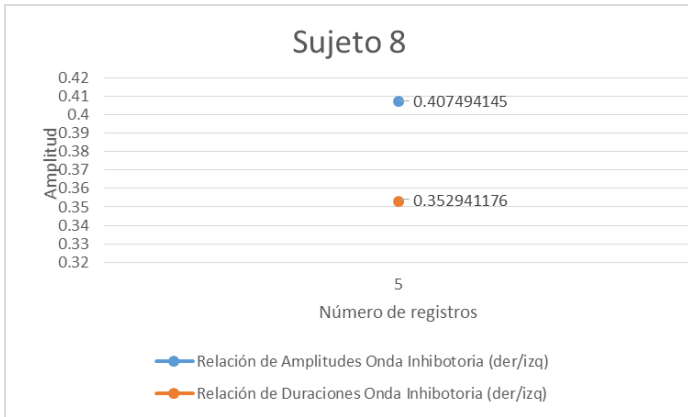 Sujeto 8
Amplitud
0.42
0.41
0.4
0.39
0.38
0.37
0.36
0.35
0.34
0.33
0.32
0.407494145
0.352941176
5
Número de registros
Relación de Amplitudes Onda Inhibotoria (der/izq)
Relación de Duraciones Onda Inhibotoria (der/izq)